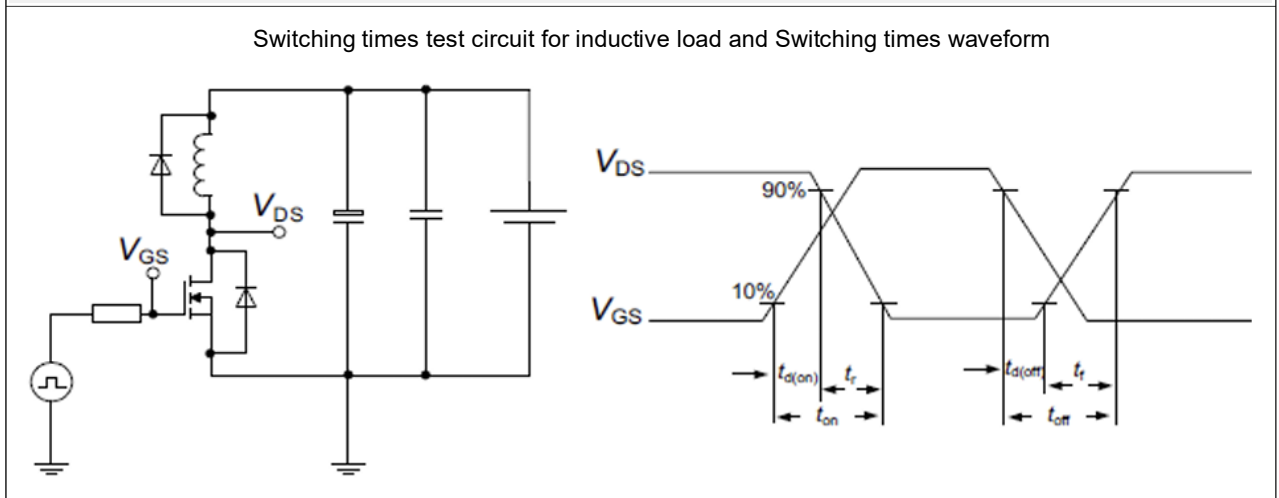 Switching times test circuit for inductive load and Switching times waveform
VDS
VGS
VDS
90%
10%
VGS
td(on)
tr
ton
td(off)
tf
toff